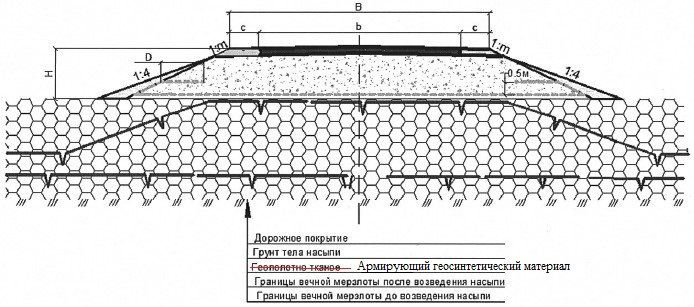 B
c b c
1:m 1:m
D
H 1:4 0.5м 1:4
Дорожное покрытие
Грунт тела насыпи
Геополотно тканое Армирующий геосинтетический материал
Границы вечной мерзлоты после возведения насыпи
Границы вечной мерзлоты до возведения насыпи